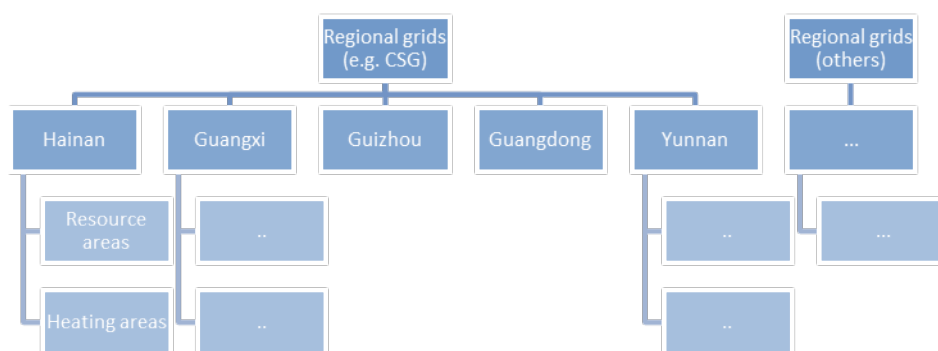 Regional grids
(e.g. CSG)
Regional grids
(others)
Hainan
Guangxi
Guizhou
Guangdong
Yunnan
...
Resource
areas
..
..
...
Heating areas
..
..